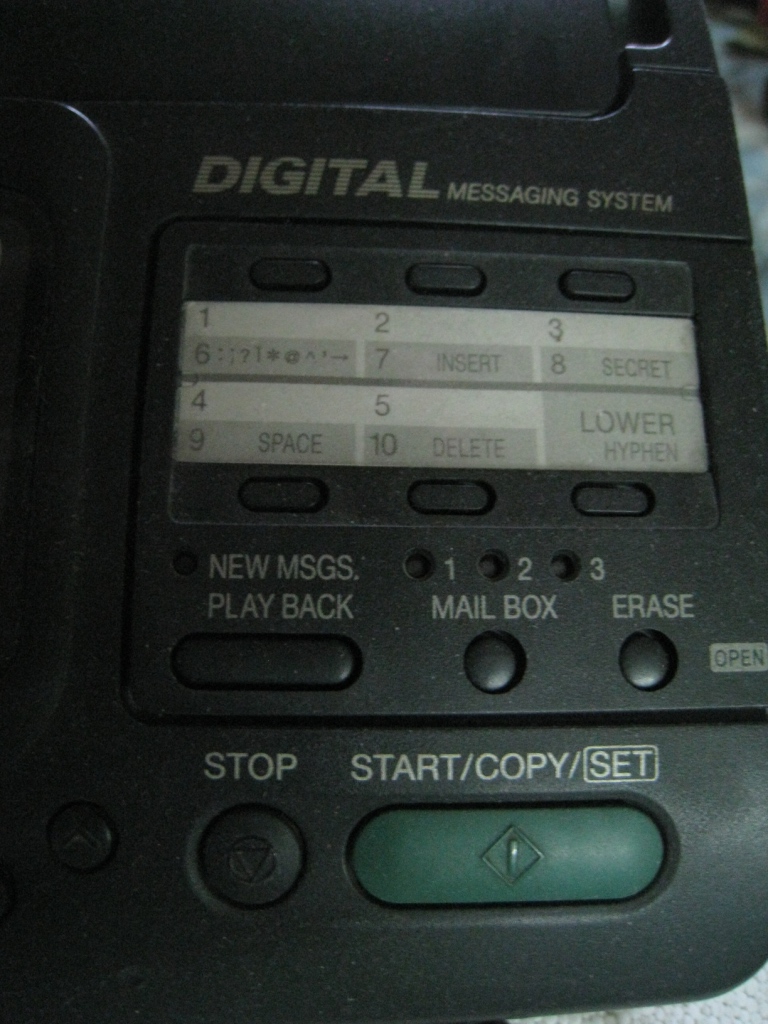 DIGITAL MESSAGING SYSTEM
1 2 3
6 :;?!*@^'→ 7 INSERT 8 SECRET
4 5 LOWER
9 SPACE 10 DELETE HYPHEN
NEW MSGS. 1 2 3
PLAY BACK MAIL BOX ERASE
OPEN
STOP START/COPY/SET